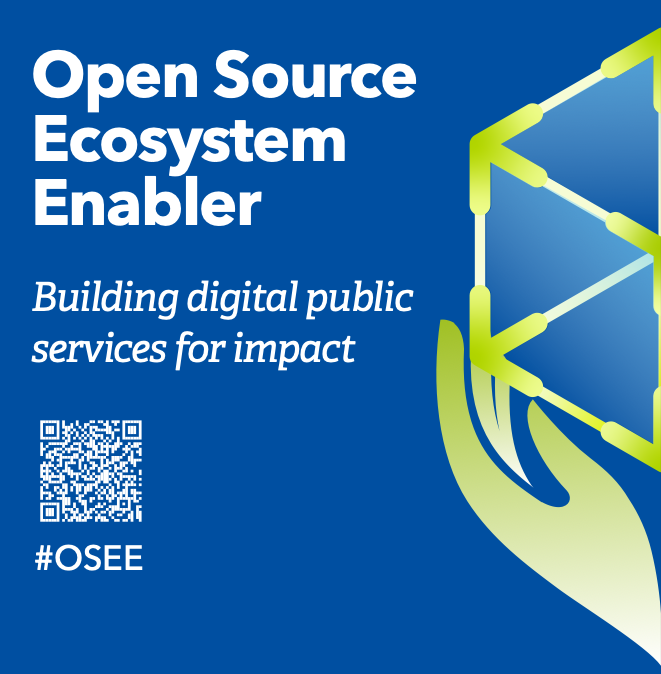 Open Source
Ecosystem
Enabler
Building digital public
services for impact
#OSEE